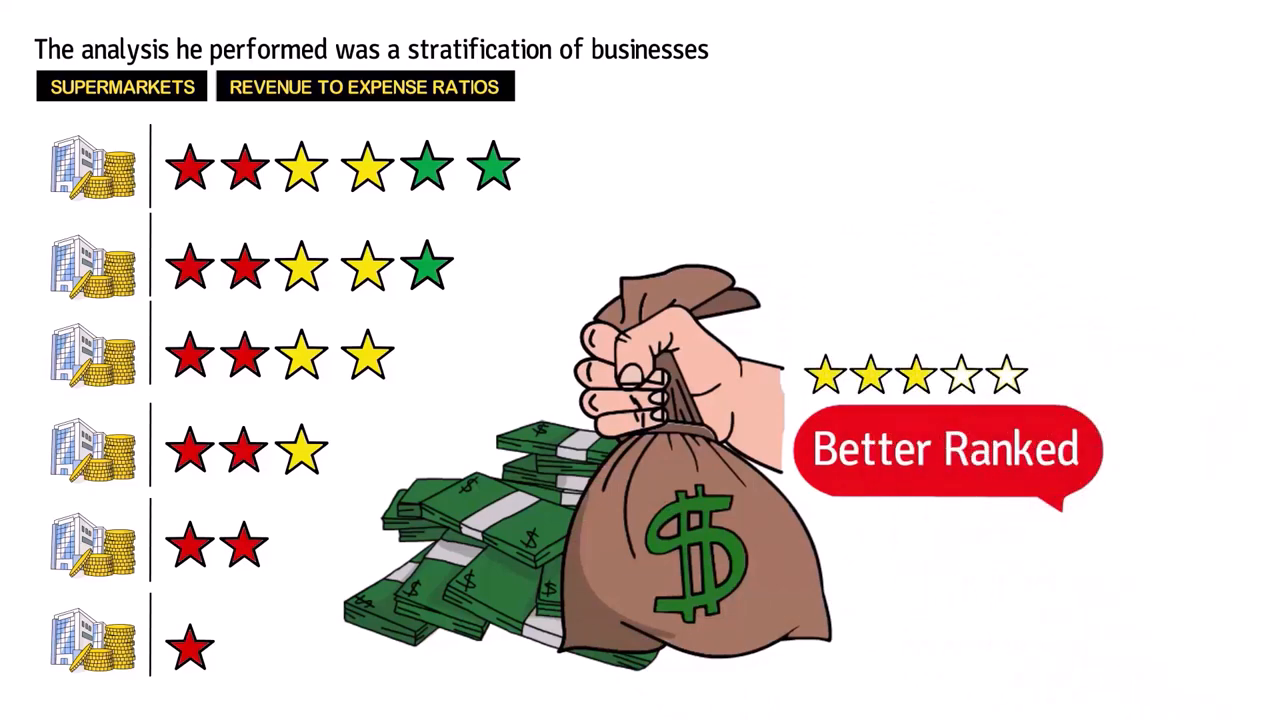 The analysis he performed was a stratification of businesses
SUPERMARKETS REVENUE TO EXPENSE RATIOS
Better Ranked
$